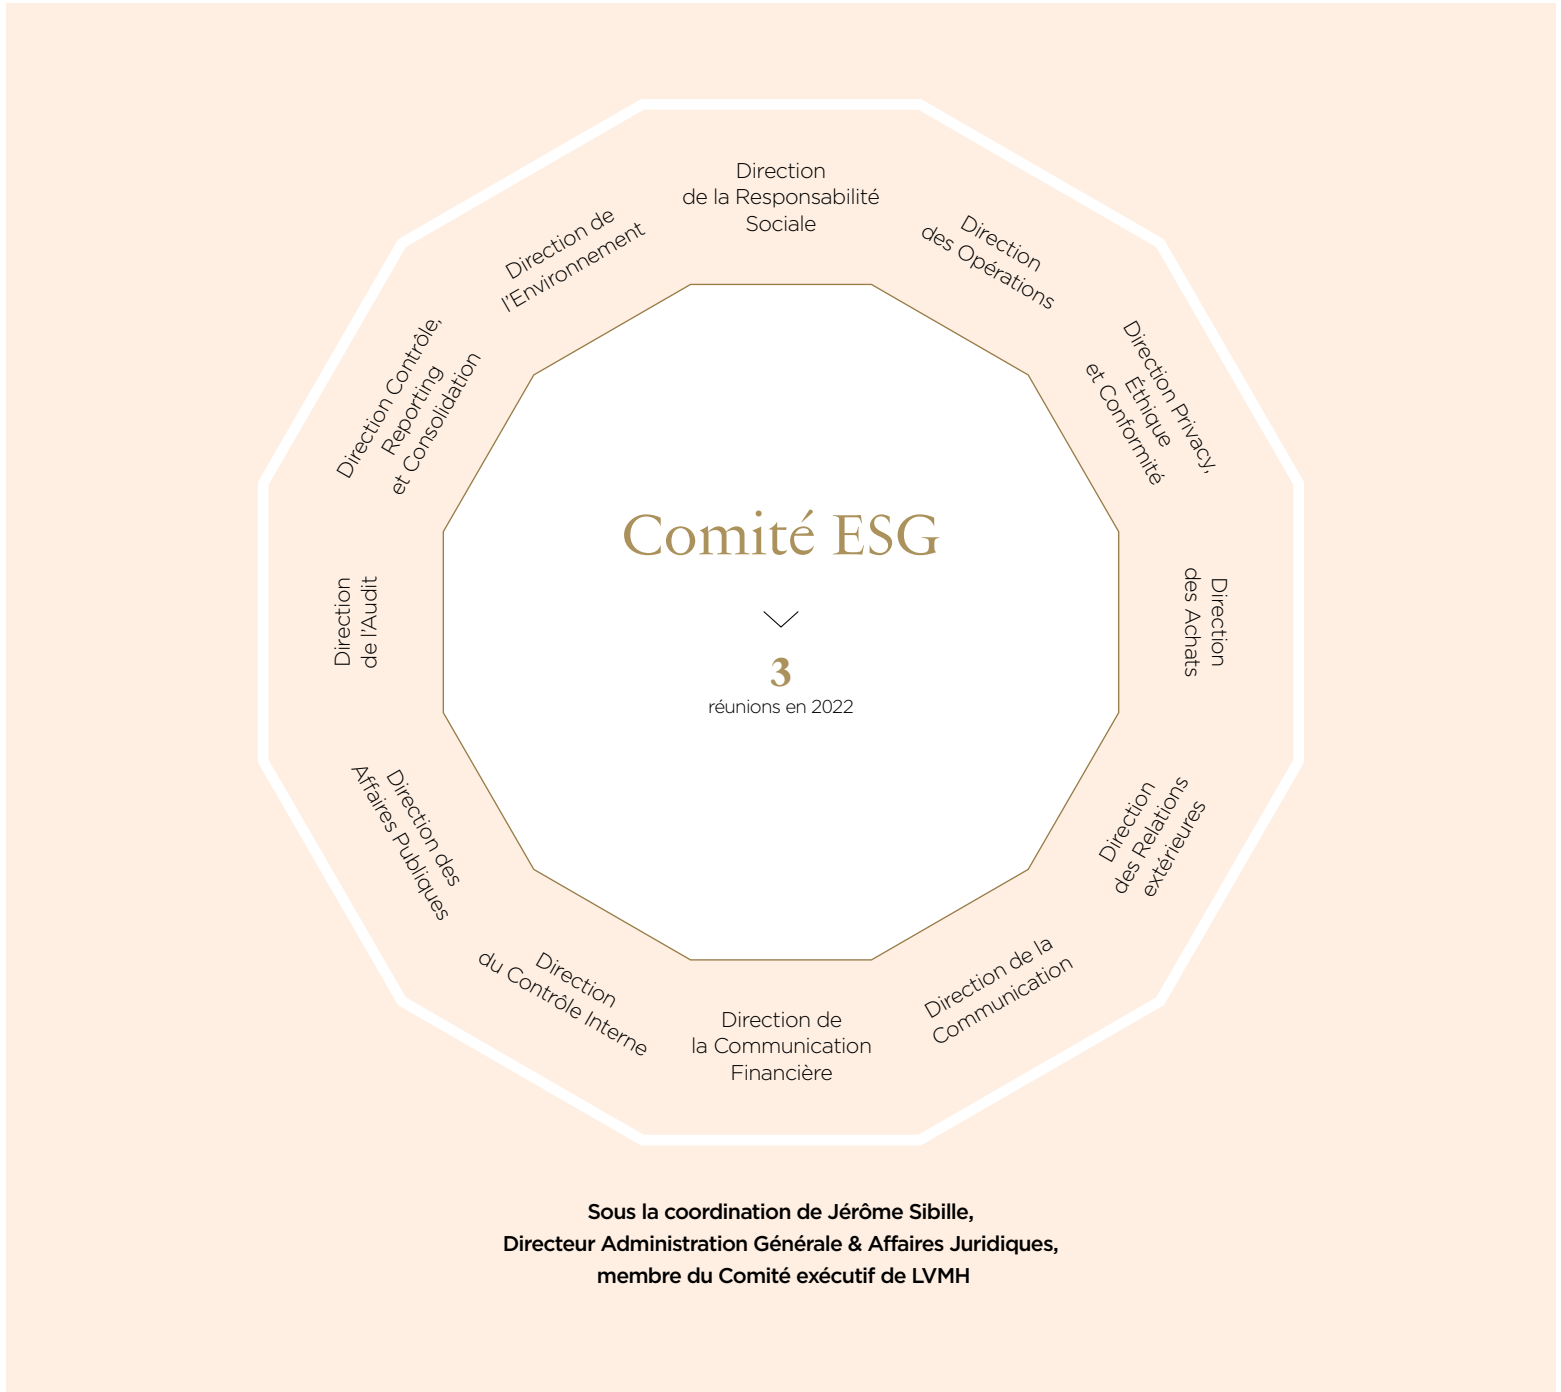 Direction
de la Responsabilité
Sociale
Direction
des Opérations
Direction Privacy,
Éthique
et Conformité
Direction
des Achats
Direction
des Relations
extérieures
Direction de la
Communication
Direction de
la Communication
Financière
Direction
du Contrôle Interne
Direction des
Affaires Publiques
Direction
de l'Audit
Direction Contrôle,
Reporting
et Consolidation
Direction de
l'Environnement
Comité ESG
3
réunions en 2022
Sous la coordination de Jérôme Sibille,
Directeur Administration Générale & Affaires Juridiques,
membre du Comité exécutif de LVMH